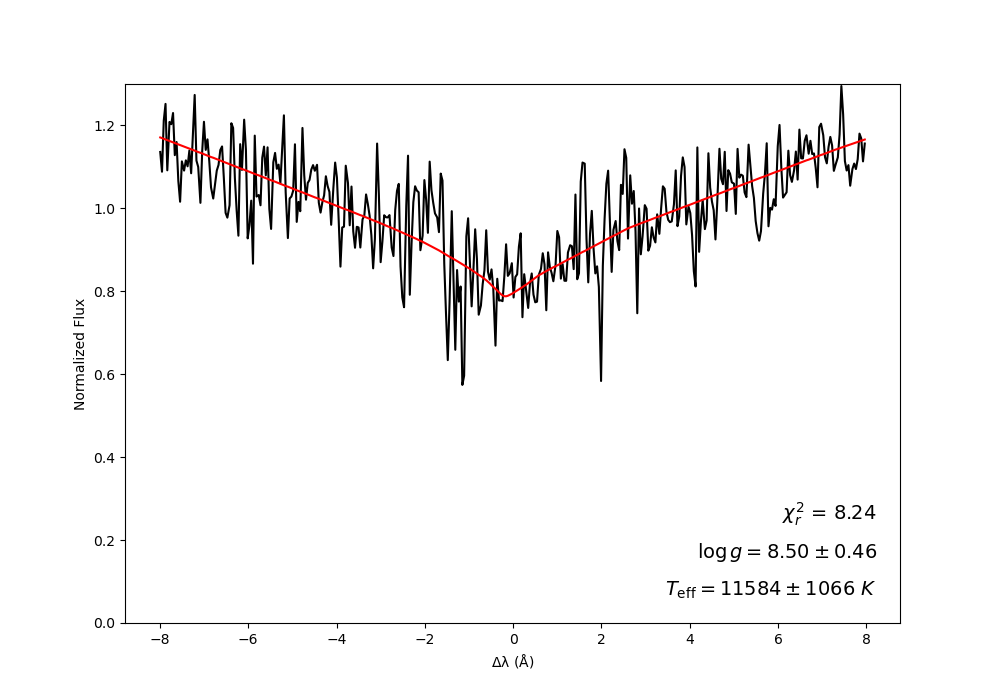 1.2
1.0
0.8
0.6
0.4
0.2
0.0
Normalized Flux
χ²ᵣ = 8.24
log g = 8.50 ± 0.46
T_eff = 11584 ± 1066 K
−8 −6 −4 −2 0 2 4 6 8
Δλ (Å)